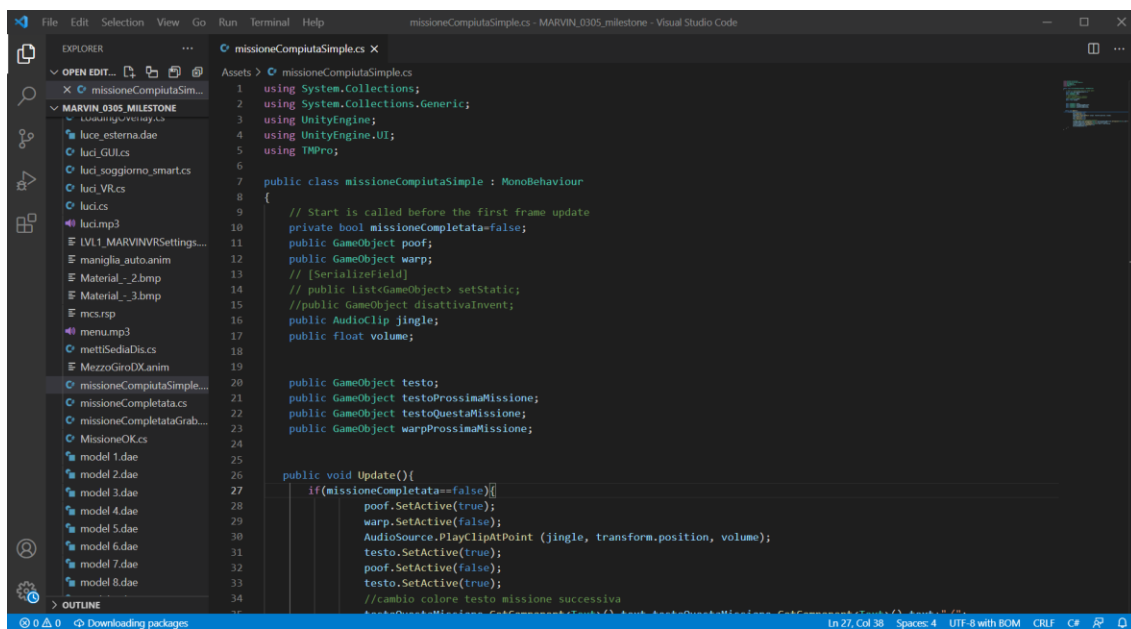 File Edit Selection View Go Run Terminal Help missioneCompiutaSimple.cs - MARVIN_0305_milestone - Visual Studio Code
EXPLORER
OPEN EDIT...
missioneCompiutaSim...
MARVIN_0305_MILESTONE
LoadingOverlay.cs
luce_esterna.dae
luci_GUI.cs
luci_soggiorno_smart.cs
luci_VR.cs
luci.cs
luci.mp3
LVL1_MARVINVRSettings....
maniglia_auto.anim
Material_-_2.bmp
Material_-_3.bmp
mcs.rsp
menu.mp3
mettiSediaDis.cs
MezzoGiroDX.anim
missioneCompiutaSimple....
missioneCompletata.cs
missioneCompletataGrab....
MissioneOK.cs
model 1.dae
model 2.dae
model 3.dae
model 4.dae
model 5.dae
model 6.dae
model 7.dae
model 8.dae
OUTLINE
missioneCompiutaSimple.cs
Assets > missioneCompiutaSimple.cs
1 using System.Collections;
2 using System.Collections.Generic;
3 using UnityEngine;
4 using UnityEngine.UI;
5 using TMPro;
6
7 public class missioneCompiutaSimple : MonoBehaviour
8 {
9 // Start is called before the first frame update
10 private bool missioneCompletata=false;
11 public GameObject poof;
12 public GameObject warp;
13 // [SerializeField]
14 // public List<GameObject> setStatic;
15 //public GameObject disattivaInvent;
16 public AudioClip jingle;
17 public float volume;
18
19
20 public GameObject testo;
21 public GameObject testoProssimaMissione;
22 public GameObject testoQuestaMissione;
23 public GameObject warpProssimaMissione;
24
25
26 public void Update(){
27 if(missioneCompletata==false){
28 poof.SetActive(true);
29 warp.SetActive(false);
30 AudioSource.PlayClipAtPoint (jingle, transform.position, volume);
31 testo.SetActive(true);
32 poof.SetActive(false);
33 testo.SetActive(true);
34 //cambio colore testo missione successiva
0 0 Downloading packages
Ln 27, Col 38 Spaces: 4 UTF-8 with BOM CRLF C#